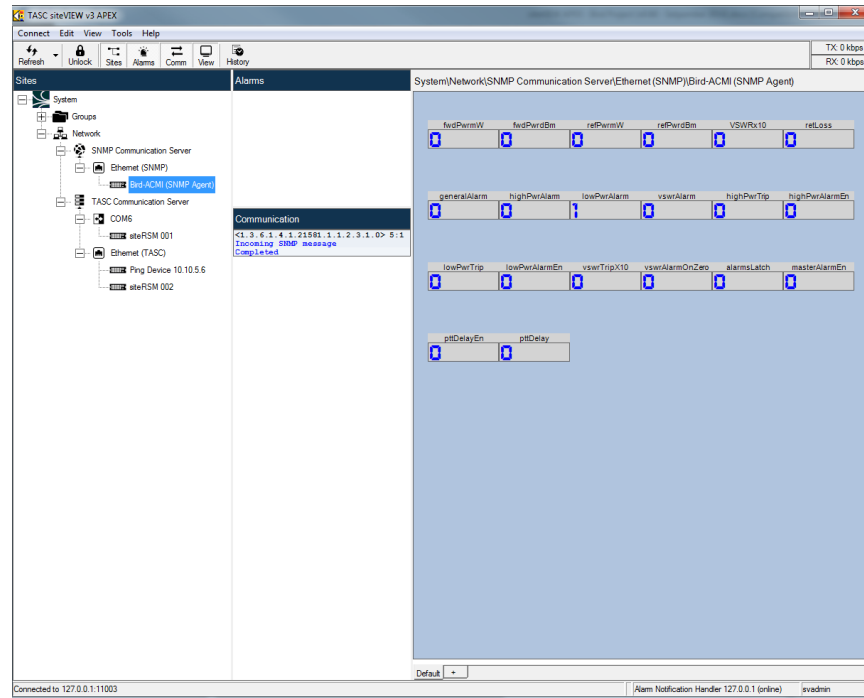 TASC siteVIEW v3 APEX
Connect Edit View Tools Help
Refresh Unlock Sites Alarms Comm View History
TX: 0 kbps
RX: 0 kbps
Sites
System
Groups
Network
SNMP Communication Server
Ethernet (SNMP)
Bird-ACMI (SNMP Agent)
TASC Communication Server
COM6
siteRSM 001
Ethernet (TASC)
Ping Device 10.10.5.6
siteRSM 002
Alarms
Communication
<1.3.6.1.4.1.21581.1.1.2.3.1.0> 5:1
Incoming SNMP message
Completed
System\Network\SNMP Communication Server\Ethernet (SNMP)\Bird-ACMI (SNMP Agent)
fwdPwrmW fwdPwrdBm refPwrmW refPwrdBm VSWRx10 retLoss
0 0 0 0 0 0
generalAlarm highPwrAlarm lowPwrAlarm vswrAlarm highPwrTrip highPwrAlarmEn
0 0 1 0 0 0
lowPwrTrip lowPwrAlarmEn vswrTripX10 vswrAlarmOnZero alarmsLatch masterAlarmEn
0 0 0 0 0 0
pttDelayEn pttDelay
0 0
Default +
Connected to 127.0.0.1:11003
Alarm Notification Handler 127.0.0.1 (online)
svadmin